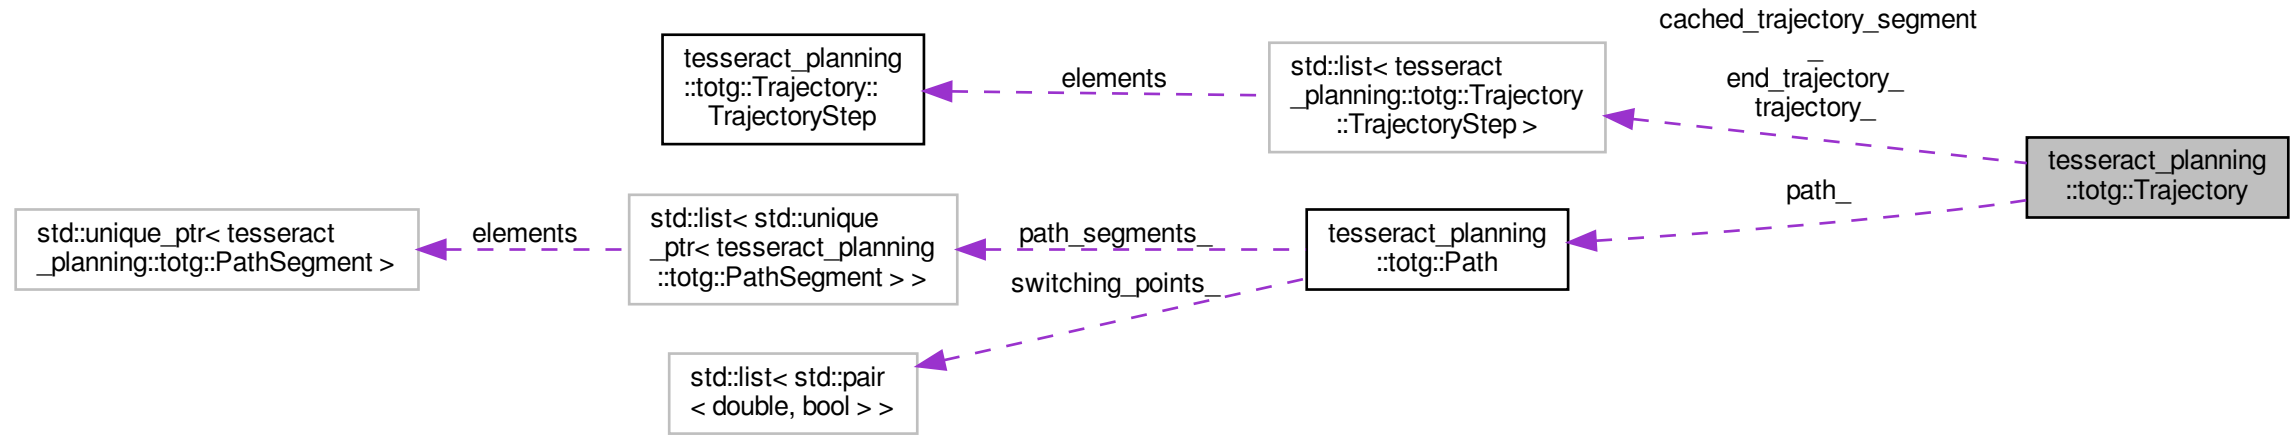 cached_trajectory_segment
_
end_trajectory_
trajectory_
tesseract_planning
::totg::Trajectory::
TrajectoryStep
elements
std::list< tesseract
_planning::totg::Trajectory
::TrajectoryStep >
tesseract_planning
::totg::Trajectory
path_
std::unique_ptr< tesseract
_planning::totg::PathSegment >
elements
std::list< std::unique
_ptr< tesseract_planning
::totg::PathSegment > >
path_segments_
switching_points_
tesseract_planning
::totg::Path
std::list< std::pair
< double, bool > >